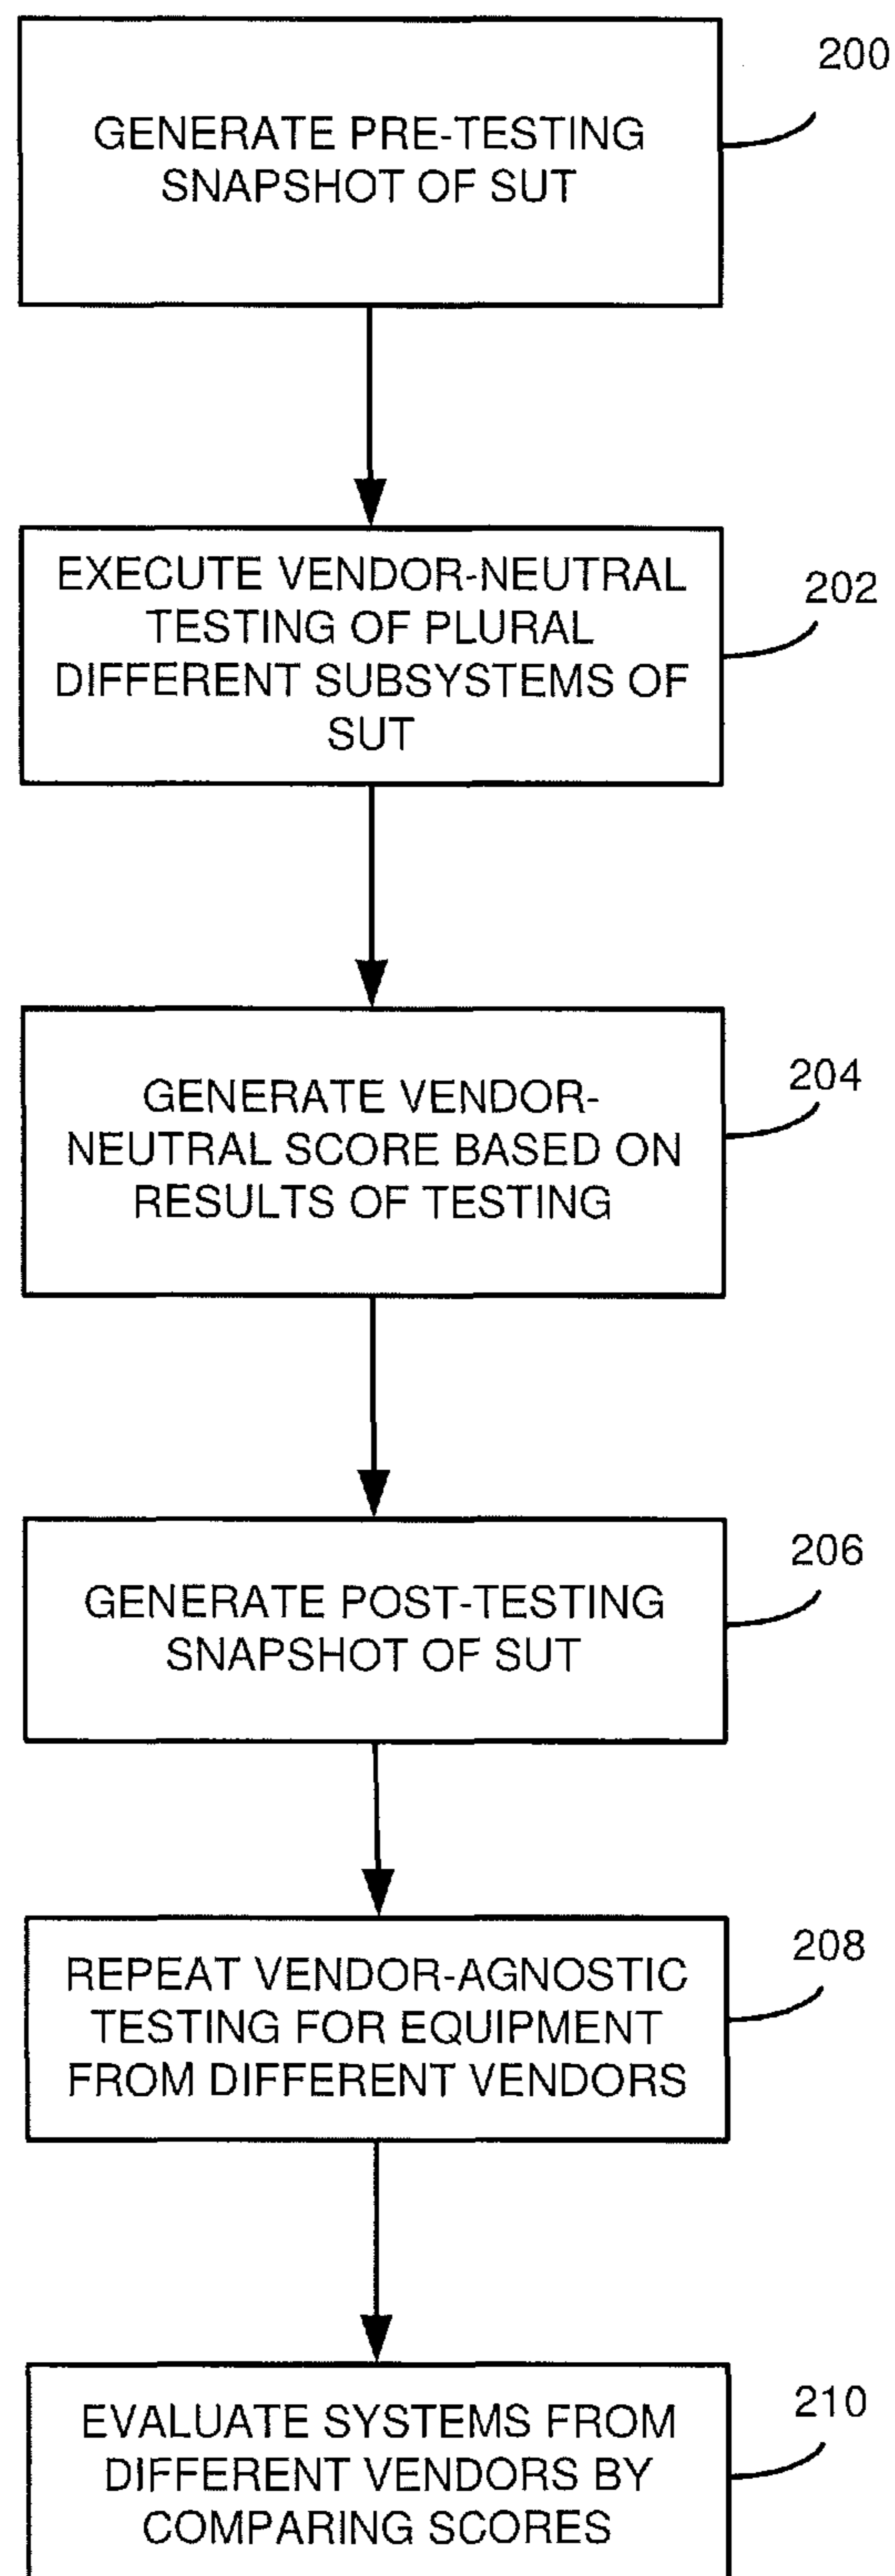 200
GENERATE PRE-TESTING
SNAPSHOT OF SUT
EXECUTE VENDOR-NEUTRAL
TESTING OF PLURAL
DIFFERENT SUBSYSTEMS OF
SUT
202
GENERATE VENDOR-
NEUTRAL SCORE BASED ON
RESULTS OF TESTING
204
GENERATE POST-TESTING
SNAPSHOT OF SUT
206
REPEAT VENDOR-AGNOSTIC
TESTING FOR EQUIPMENT
FROM DIFFERENT VENDORS
208
EVALUATE SYSTEMS FROM
DIFFERENT VENDORS BY
COMPARING SCORES
210